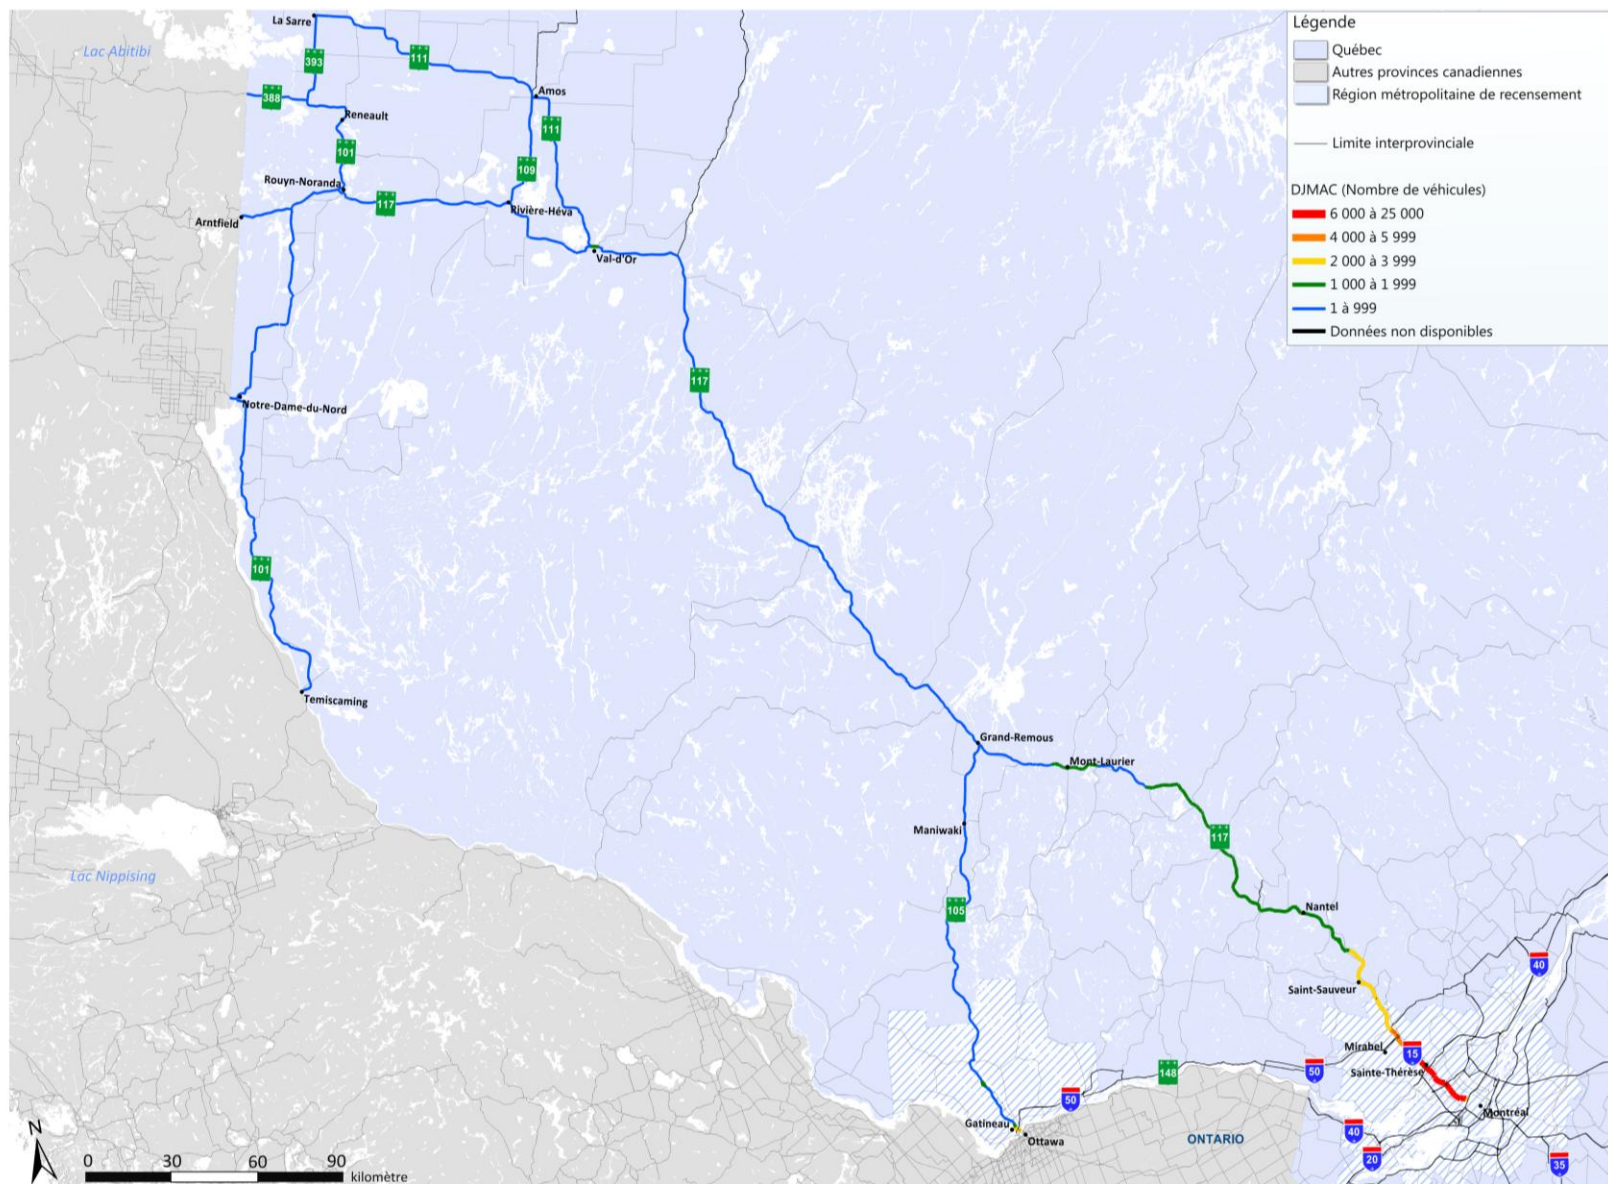 Légende
Québec
Autres provinces canadiennes
Région métropolitaine de recensement
Limite interprovinciale
DJMAC (Nombre de véhicules)
6 000 à 25 000
4 000 à 5 999
2 000 à 3 999
1 000 à 1 999
1 à 999
Données non disponibles
La Sarre
Lac Abitibi
393
111
388
Amos
Reneault
111
101
109
Rouyn-Noranda
117
Rivière-Héva
Arntfield
Val-d'Or
117
Notre-Dame-du-Nord
101
Temiscaming
Grand-Remous
Mont-Laurier
Maniwaki
117
Lac Nippising
105
Nantel
40
Saint-Sauveur
Mirabel
15
148
50
Sainte-Thérèse
50
Montréal
Gatineau
Ottawa
ONTARIO
40
20
35
N
0 30 60 90
kilomètre